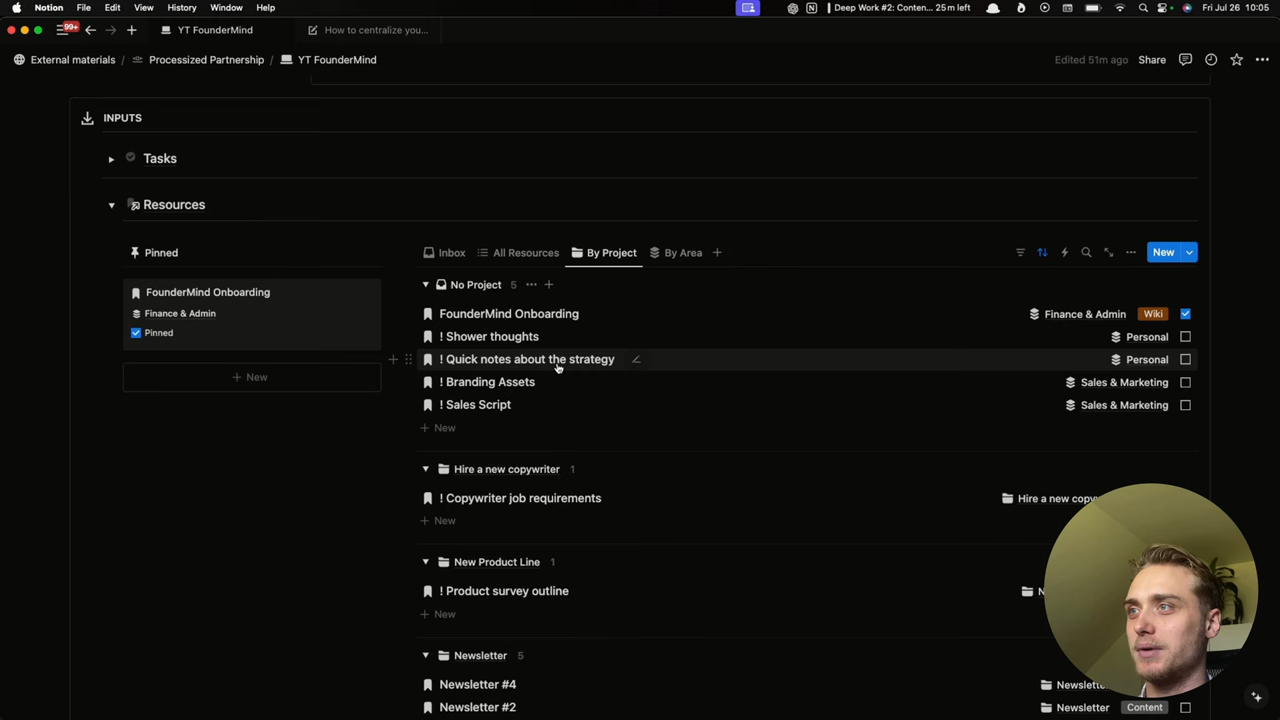 Notion File Edit View History Window Help Deep Work #2: Conten... 25m left Fri Jul 26 10:05
99+ YT FounderMind How to centralize you...
External materials / Processized Partnership / YT FounderMind Edited 51m ago Share
INPUTS
Tasks
Resources
Pinned
FounderMind Onboarding
Finance & Admin
Pinned
+ New
Inbox All Resources By Project By Area + New
No Project 5 ... +
FounderMind Onboarding Finance & Admin Wiki
! Shower thoughts Personal
! Quick notes about the strategy Personal
! Branding Assets Sales & Marketing
! Sales Script Sales & Marketing
+ New
Hire a new copywriter 1
! Copywriter job requirements Hire a new copy
+ New
New Product Line 1
! Product survey outline N
+ New
Newsletter 5
Newsletter #4 Newslette
Newsletter #2 Newsletter Content